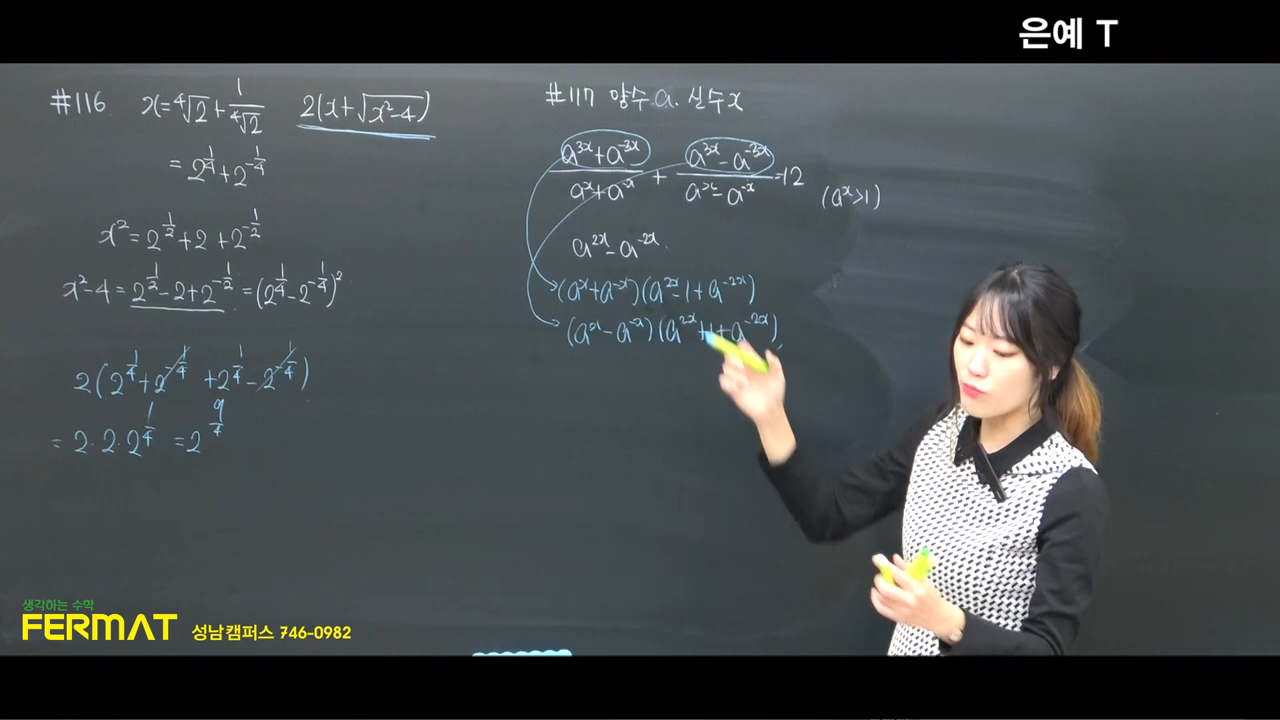 은예 T
#116 x=⁴√2+1/⁴√2 2(x+√(x²-4))
=2^(1/4)+2^(-1/4)
x²=2^(1/2)+2+2^(-1/2)
x²-4=2^(1/2)-2+2^(-1/2)=(2^(1/4)-2^(-1/4))²
2(2^(1/4)+2^(-1/4)+2^(1/4)-2^(-1/4))
=2·2·2^(1/4)=2^(9/4)
#117 양수 a. 실수 x
(a^(3x)+a^(-3x))/(a^x+a^(-x))+(a^(3x)-a^(-3x))/(a^x-a^(-x))=12 (a^x>1)
a^(2x)-a^(-2x).
(a^x+a^(-x))(a^(2x)-1+a^(-2x))
(a^x-a^(-x))(a^(2x)+1+a^(-2x))
생각하는 수학
FERMAT 성남캠퍼스 746-0982